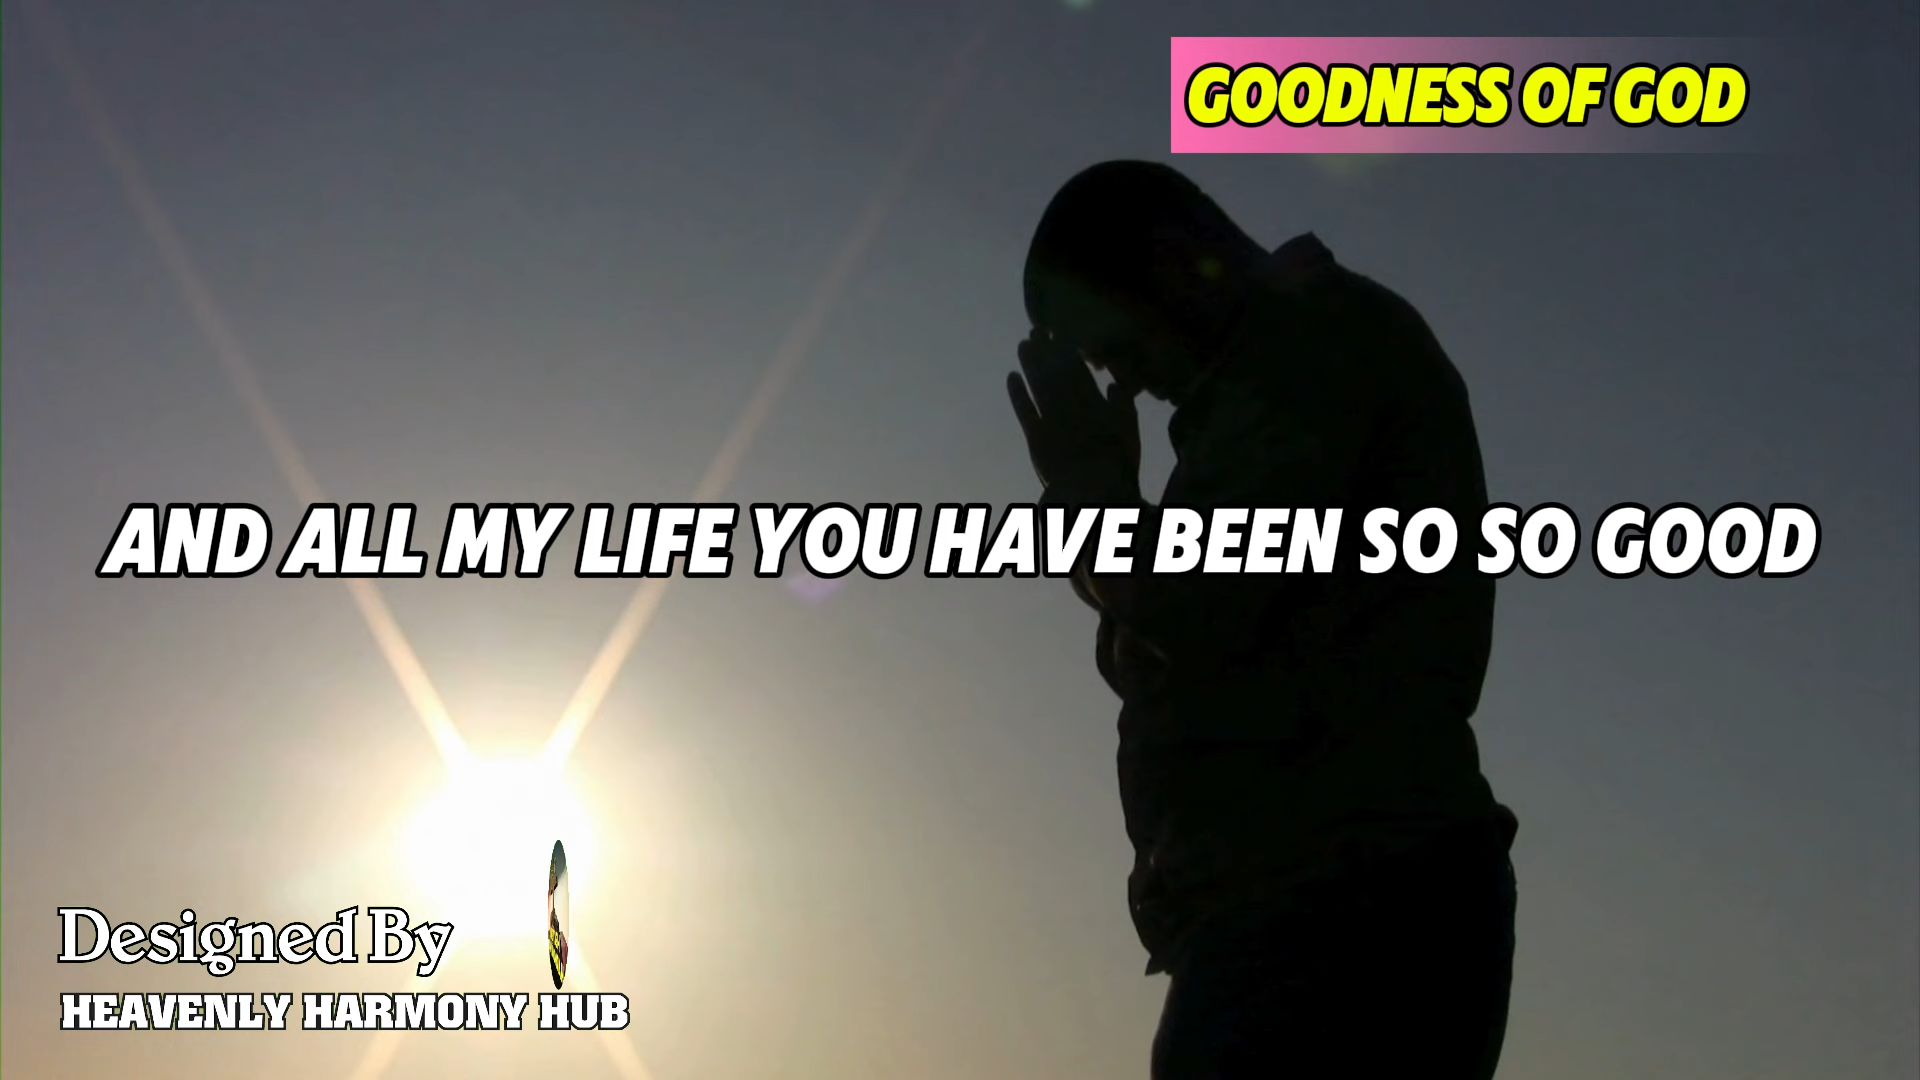 GOODNESS OF GOD
AND ALL MY LIFE YOU HAVE BEEN SO SO GOOD
Designed By
HEAVENLY HARMONY HUB